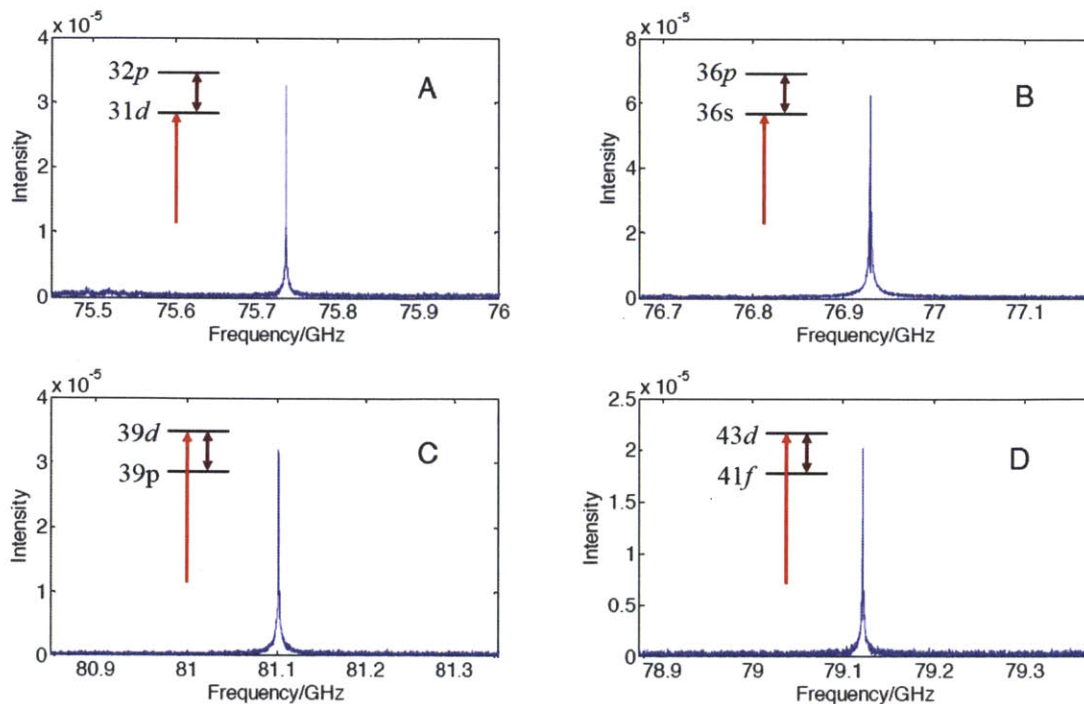 x 10⁻⁵
4
3
2
1
0
Intensity
32p
31d
A
75.5 75.6 75.7 75.8 75.9 76
Frequency/GHz
x 10⁻⁵
8
6
4
2
0
Intensity
36p
36s
B
76.7 76.8 76.9 77 77.1
Frequency/GHz
x 10⁻⁵
4
3
2
1
0
Intensity
39d
39p
C
80.9 81 81.1 81.2 81.3
Frequency/GHz
x 10⁻⁵
2.5
2
1.5
1
0.5
0
Intensity
43d
41f
D
78.9 79 79.1 79.2 79.3
Frequency/GHz